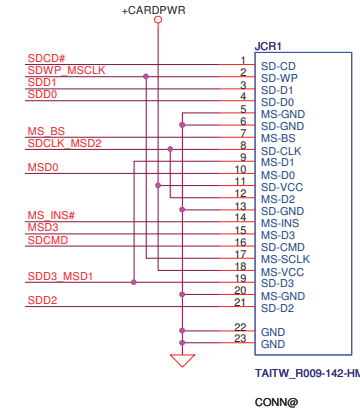 +CARDPWR
JCR1
SDCD# 1 SD-CD
SDWP_MSCLK 2 SD-WP
SDD1 3 SD-D1
SDD0 4 SD-D0
5 MS-GND
6 SD-GND
MS_BS 7 MS-BS
SDCLK_MSD2 8 SD-CLK
9 MS-D1
MSD0 10 MS-D0
11 SD-VCC
12 MS-D2
13 SD-GND
MS_INS# 14 MS-INS
MSD3 15 MS-D3
SDCMD 16 SD-CMD
17 MS-SCLK
18 MS-VCC
SDD3_MSD1 19 SD-D3
20 MS-GND
SDD2 21 SD-D2
22 GND
23 GND
TAITW_R009-142-HM
CONN@